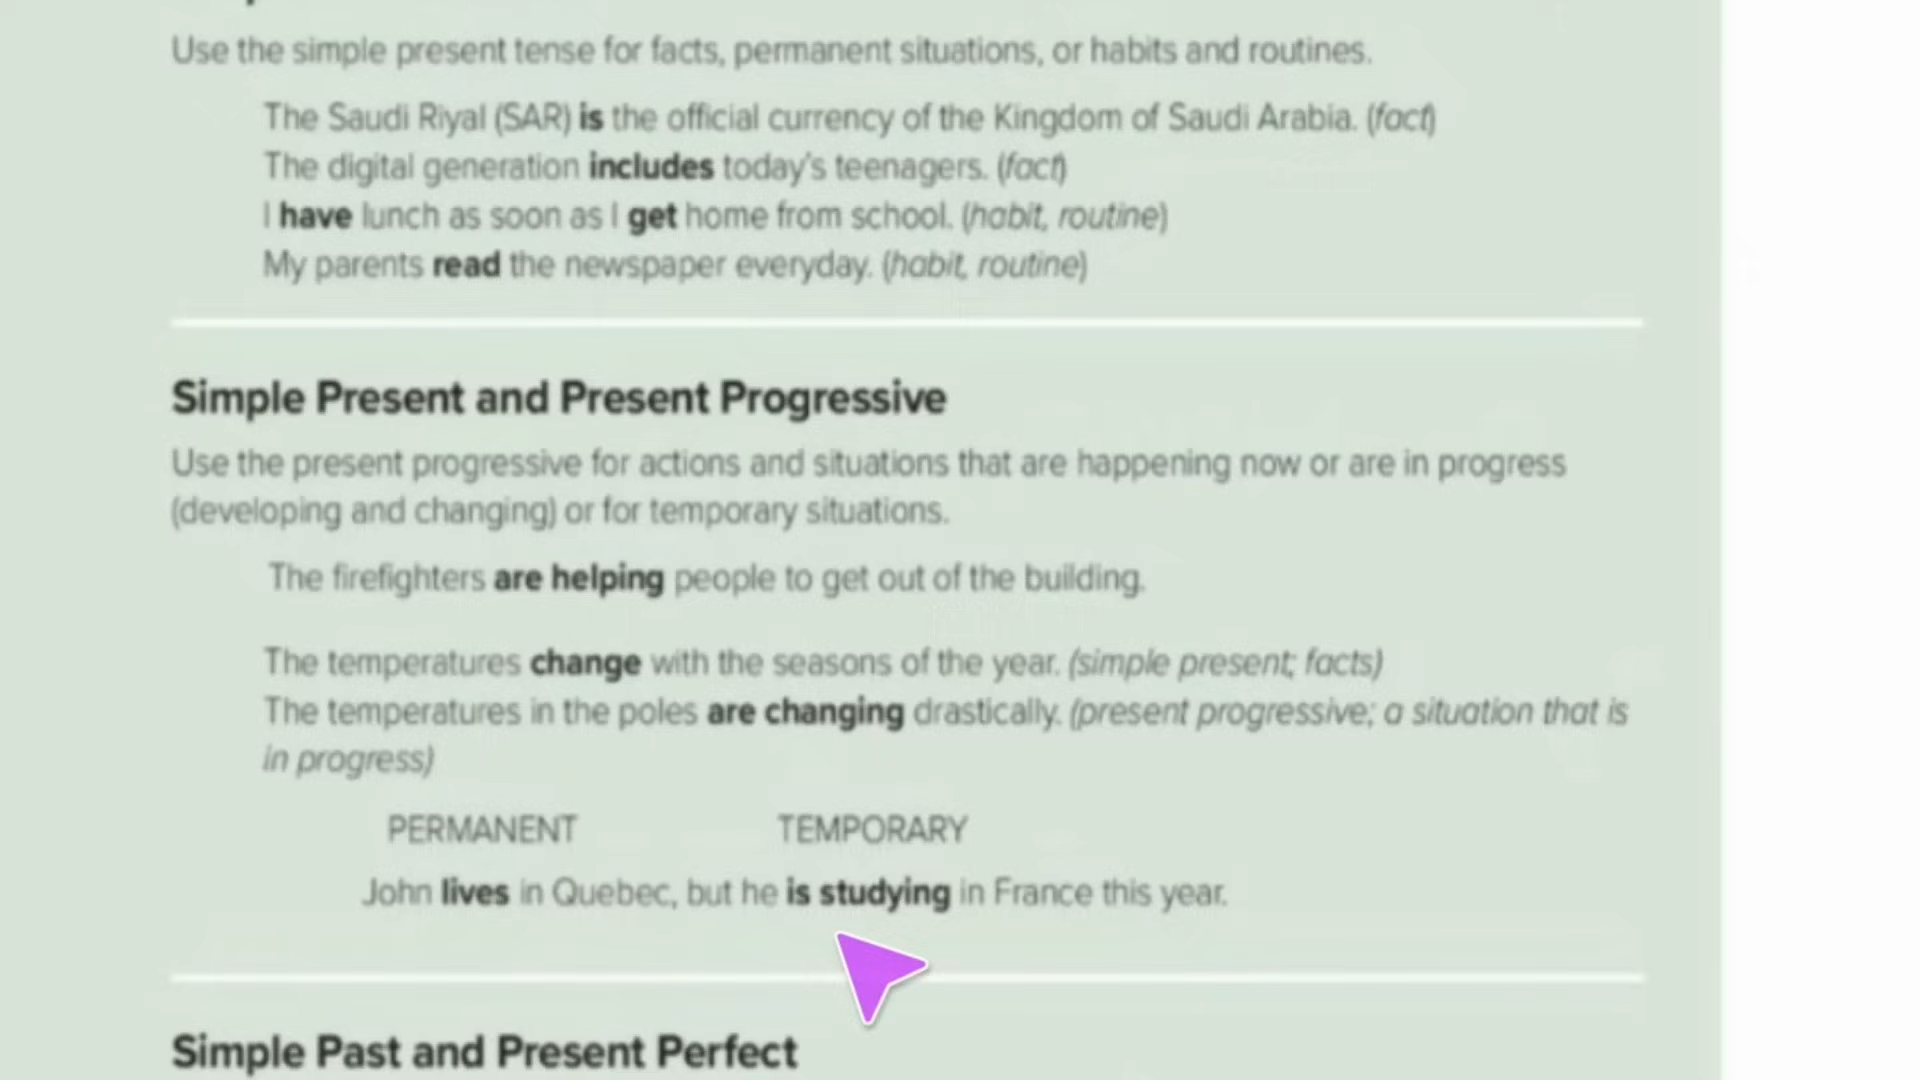 Use the simple present tense for facts, permanent situations, or habits and routines.
The Saudi Riyal (SAR) is the official currency of the Kingdom of Saudi Arabia. (fact)
The digital generation includes today's teenagers. (fact)
I have lunch as soon as I get home from school. (habit, routine)
My parents read the newspaper everyday. (habit, routine)
Simple Present and Present Progressive
Use the present progressive for actions and situations that are happening now or are in progress
(developing and changing) or for temporary situations.
The firefighters are helping people to get out of the building.
The temperatures change with the seasons of the year. (simple present; facts)
The temperatures in the poles are changing drastically. (present progressive; a situation that is
in progress)
PERMANENT TEMPORARY
John lives in Quebec, but he is studying in France this year.
Simple Past and Present Perfect